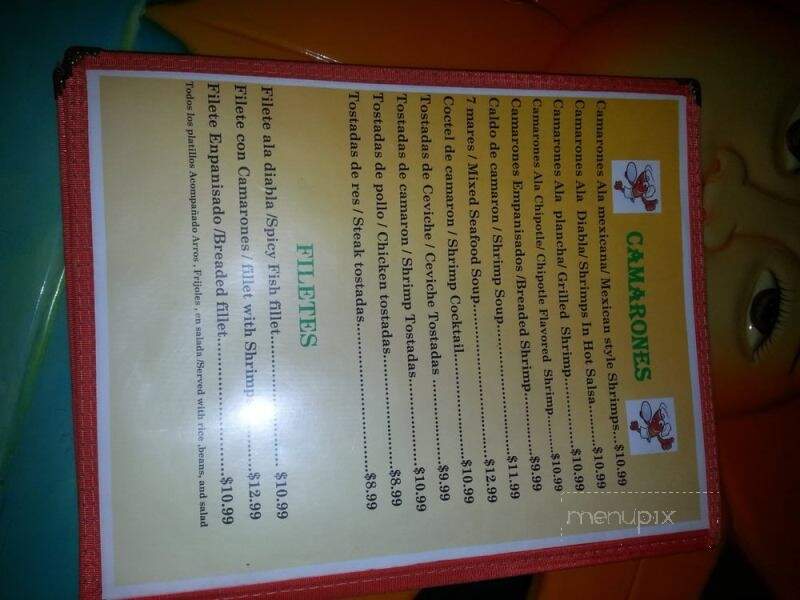 CAMARONES
Camarones Ala mexicana/ Mexican style Shrimps...$10.99
Camarones Ala Diabla/ Shrimps In Hot Salsa.........$10.99
Camarones Ala plancha/ Grilled Shrimp...............$10.99
Camarones Ala Chipotle/ Chipotle Flavored Shrimp........$10.99
Camarones Empanisados /Breaded Shrimp............$9.99
Caldo de camaron / Shrimp Soup..........................$11.99
7 mares / Mixed Seafood Soup..............................$12.99
Coctel de camaron / Shrimp Cocktail....................$10.99
Tostadas de Ceviche / Ceviche Tostadas ................$9.99
Tostadas de camaron / Shrimp Tostadas................$10.99
Tostadas de pollo / Chicken tostadas.....................$8.99
Tostadas de res / Steak tostadas...........................$8.99
FILETES
Filete ala diabla /Spicy Fish fillet......................... $10.99
Filete con Camarones / fillet with Shrimp..........$12.99
Filete Enpanisado /Breaded fillet.........................$10.99
Todos los platillos Acompañado Arros , Frijoles , en salada /Served with rice ,beans, and salad
menupix